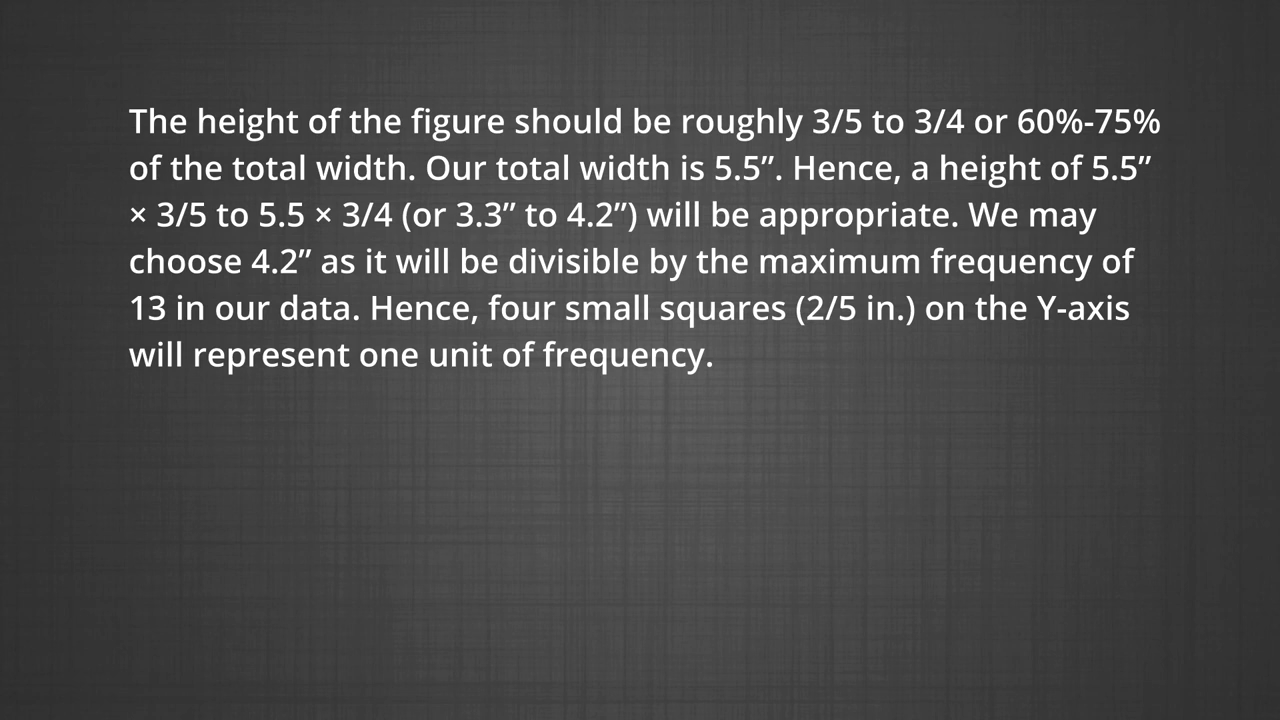 The height of the figure should be roughly 3/5 to 3/4 or 60%-75%
of the total width. Our total width is 5.5”. Hence, a height of 5.5”
× 3/5 to 5.5 × 3/4 (or 3.3” to 4.2”) will be appropriate. We may
choose 4.2” as it will be divisible by the maximum frequency of
13 in our data. Hence, four small squares (2/5 in.) on the Y-axis
will represent one unit of frequency.